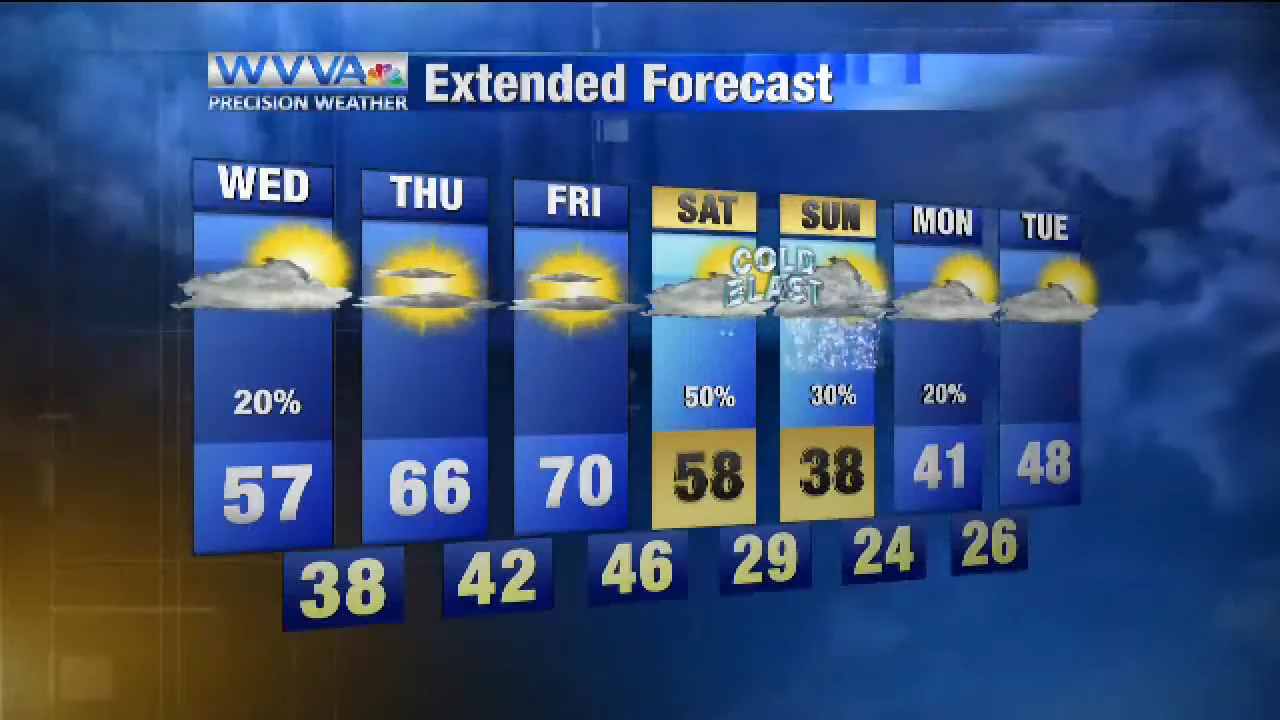 WVVA
PRECISION WEATHER
Extended Forecast
WED THU FRI SAT SUN MON TUE
COLD
BLAST
20% 50% 30% 20%
57 66 70 58 38 41 48
38 42 46 29 24 26